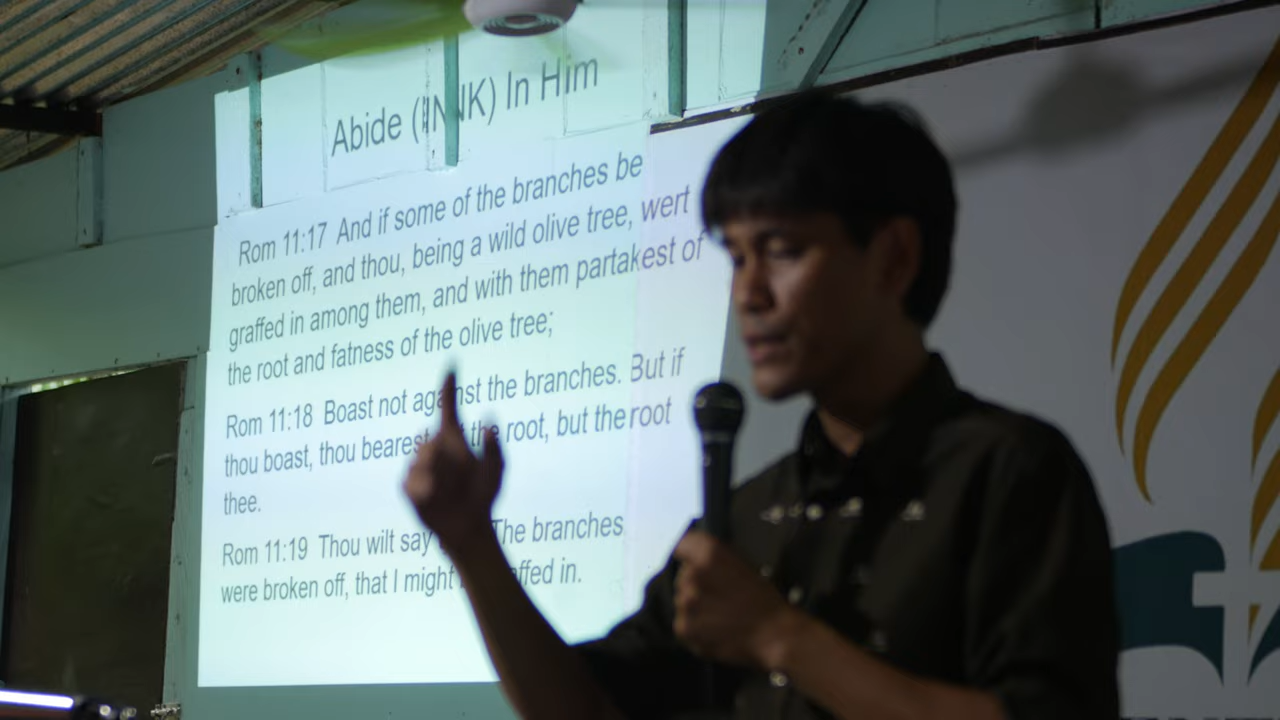 Abide (INNK) In Him
Rom 11:17 And if some of the branches be
broken off, and thou, being a wild olive tree, wert
graffed in among them, and with them partakest of
the root and fatness of the olive tree;
Rom 11:18 Boast not against the branches. But if
thou boast, thou bearest the root, but the root
thee.
Rom 11:19 Thou wilt say The branches
were broken off, that I might in.